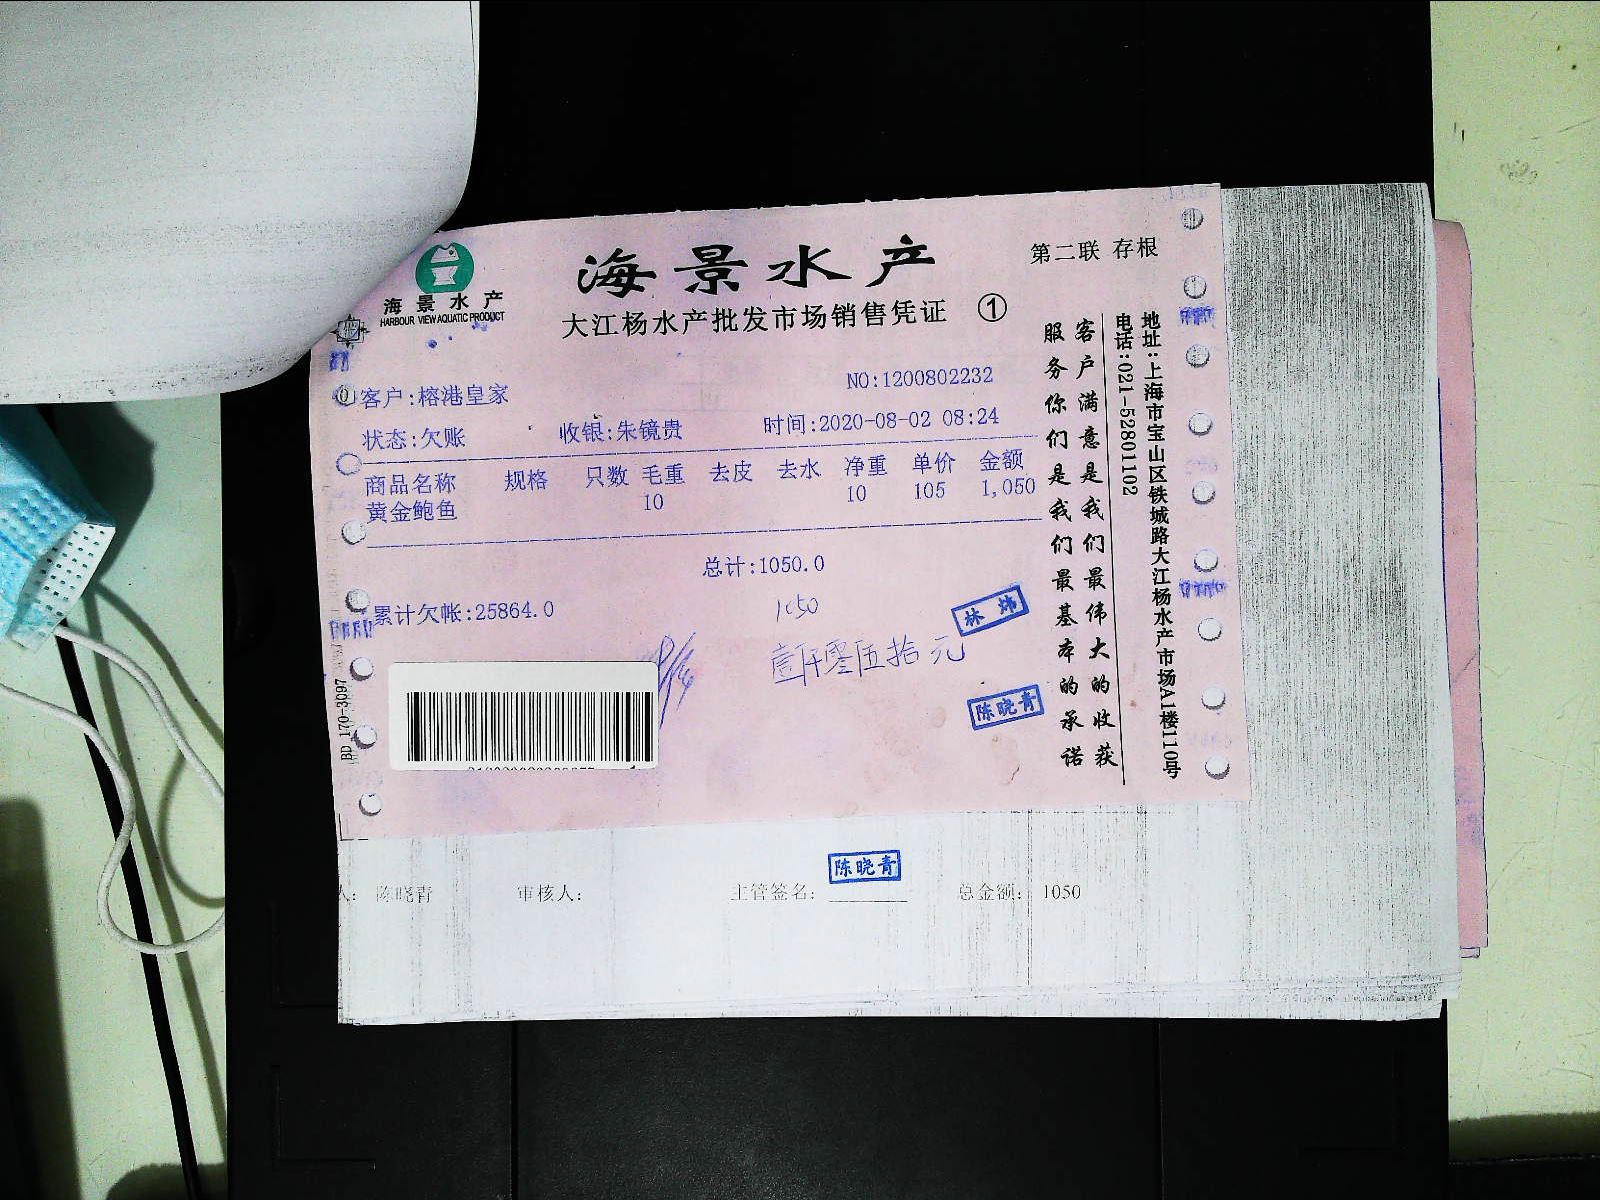 海景水产
HARBOUR VIEW AQUATIC PRODUCT
海景水产
大江杨水产批发市场销售凭证 ①
第二联 存根
客户:榕港皇家
NO:1200802232
状态:欠账 收银:朱镜贵 时间:2020-08-02 08:24
商品名称 规格 只数 毛重 去皮 去水 净重 单价 金额
黄金鲍鱼 10 10 105 1,050
总计:1050.0
累计欠帐:25864.0
1050
壹仟零伍拾元
林炜
陈晓青
客户满意是我们最伟大的收获
服务你们是我们最基本的承诺
地址:上海市宝山区铁城路大江杨水产市场A1楼110号
电话:021-52801102
BD 170-3097
陈晓青
人: 陈晓青 审核人: 主管签名: 总金额: 1050